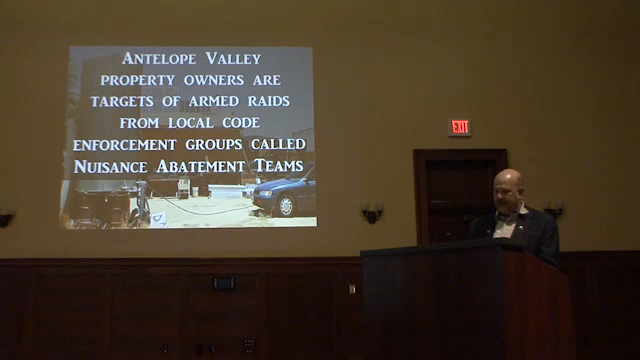 Antelope Valley
property owners are
targets of armed raids
from local code
enforcement groups called
Nuisance Abatement Teams
EXIT